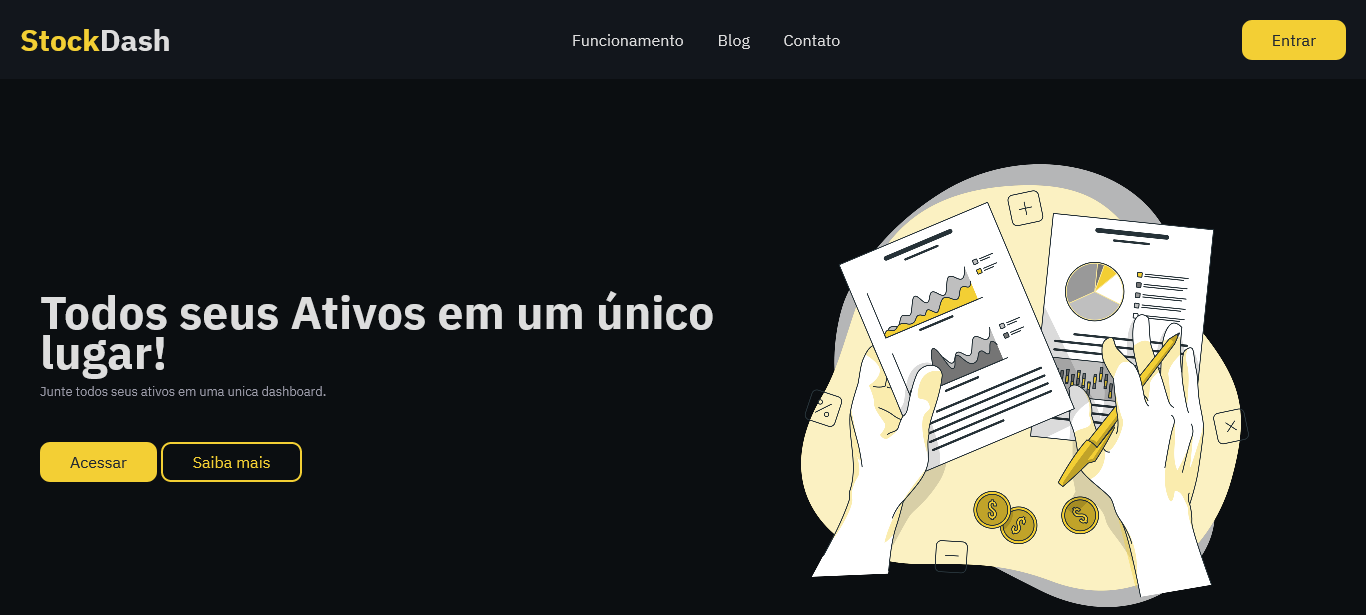 StockDash
Funcionamento Blog Contato
Entrar
Todos seus Ativos em um único
lugar!
Junte todos seus ativos em uma unica dashboard.
Acessar
Saiba mais